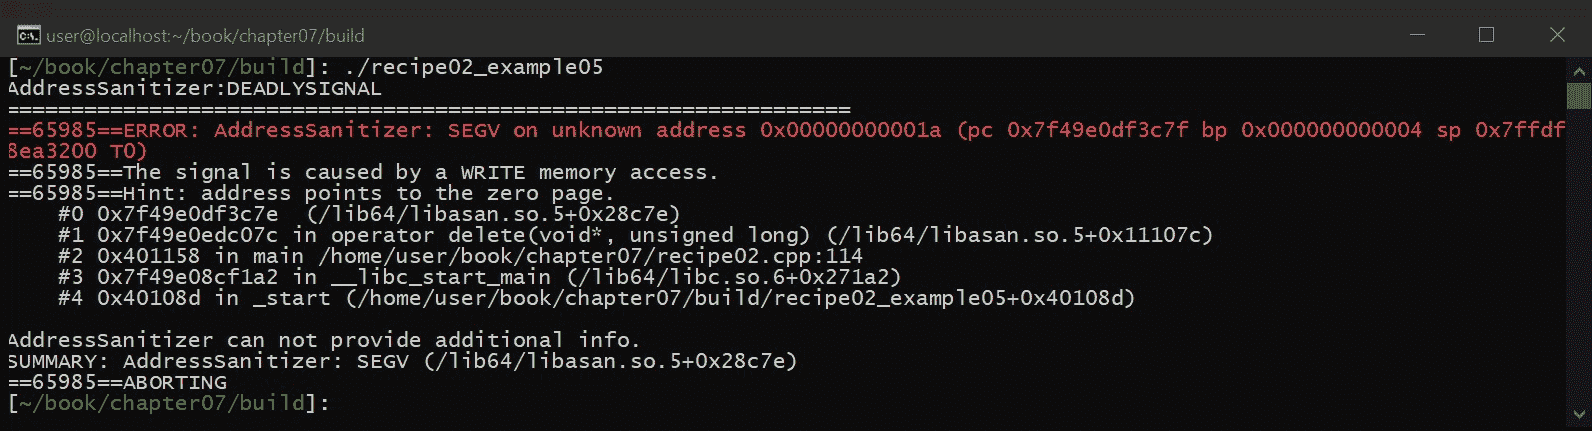 user@localhost:~/book/chapter07/build
[~/book/chapter07/build]: ./recipe02_example05
AddressSanitizer:DEADLYSIGNAL
=================================================================
==65985==ERROR: AddressSanitizer: SEGV on unknown address 0x00000000001a (pc 0x7f49e0df3c7f bp 0x000000000004 sp 0x7ffdf
8ea3200 T0)
==65985==The signal is caused by a WRITE memory access.
==65985==Hint: address points to the zero page.
    #0 0x7f49e0df3c7e  (/lib64/libasan.so.5+0x28c7e)
    #1 0x7f49e0edc07c in operator delete(void*, unsigned long) (/lib64/libasan.so.5+0x11107c)
    #2 0x401158 in main /home/user/book/chapter07/recipe02.cpp:114
    #3 0x7f49e08cf1a2 in __libc_start_main (/lib64/libc.so.6+0x271a2)
    #4 0x40108d in _start (/home/user/book/chapter07/build/recipe02_example05+0x40108d)
AddressSanitizer can not provide additional info.
SUMMARY: AddressSanitizer: SEGV (/lib64/libasan.so.5+0x28c7e)
==65985==ABORTING
[~/book/chapter07/build]: